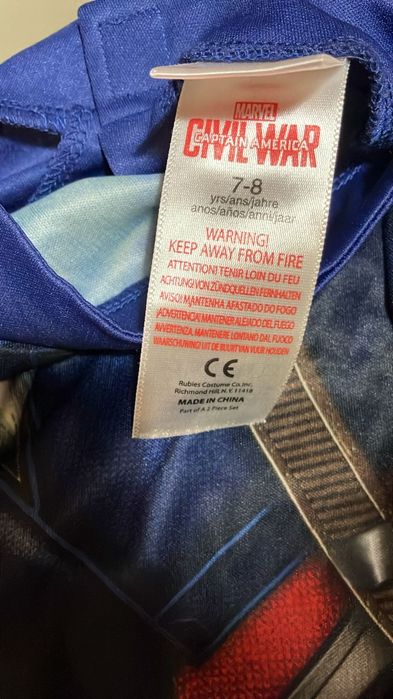 MARVEL
CAPTAIN AMERICA
CIVIL WAR
7-8
yrs/ans/jahre
anos/años/anni/jaar
WARNING!
KEEP AWAY FROM FIRE
ATTENTION! TENIR LOIN DU FEU
ACHTUNG! VON ZÜNDQUELLEN FERNHALTEN
AVISO! MANTENHA AFASTADO DO FOGO
¡ADVERTENCIA! MANTENER ALEJADO DEL FUEGO
AVVERTENZA. MANTENERE LONTANO DAL FUOCO
WAARSCHUWING! UIT DE BUURT VAN VUUR HOUDEN
CE
Rubies Costume Co. Inc.
Richmond Hill, N.Y. 11418
MADE IN CHINA
Part of A 2 Piece Set